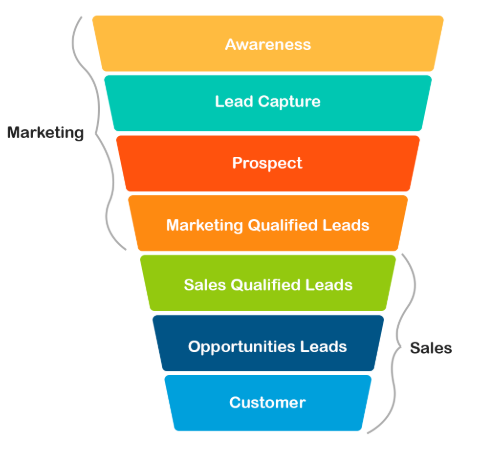 Awareness
Lead Capture
Marketing
Prospect
Marketing Qualified Leads
Sales Qualified Leads
Opportunities Leads
Sales
Customer